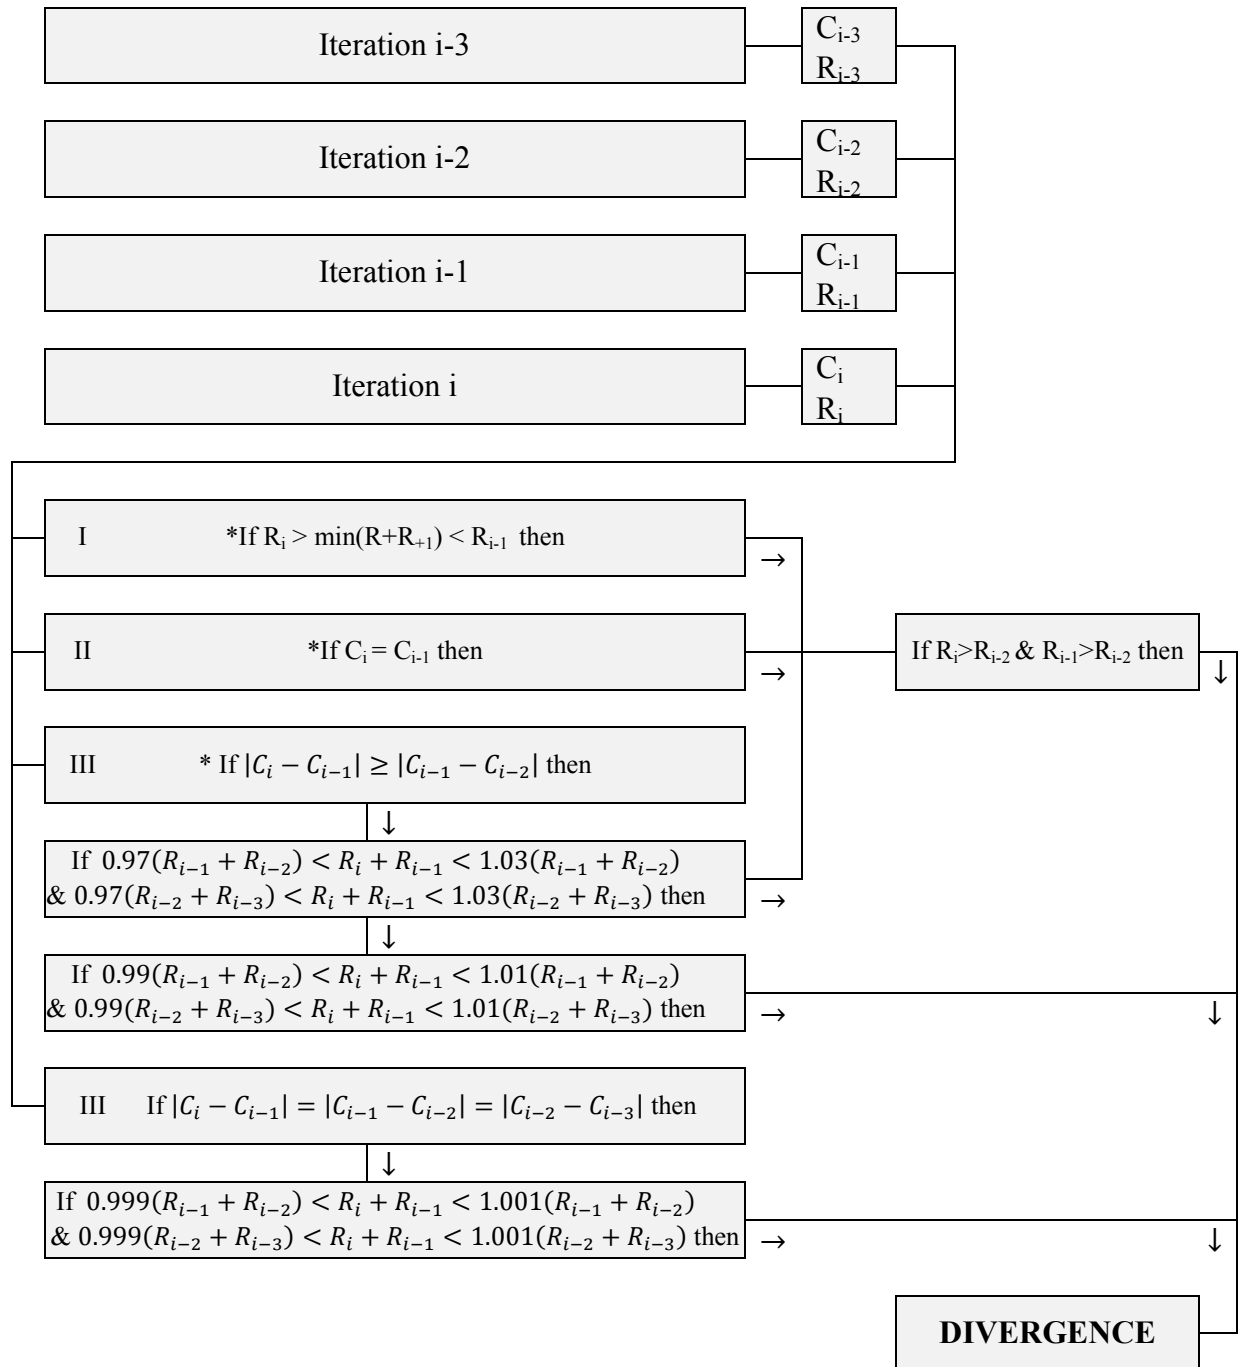 Iteration i-3
C_{i-3}
R_{i-3}
Iteration i-2
C_{i-2}
R_{i-2}
Iteration i-1
C_{i-1}
R_{i-1}
Iteration i
C_i
R_i
I *If R_i > min(R+R_{+1}) < R_{i-1} then
→
II *If C_i = C_{i-1} then
→
If R_i>R_{i-2} & R_{i-1}>R_{i-2} then
↓
III * If |C_i − C_{i−1}| ≥ |C_{i−1} − C_{i−2}| then
↓
If 0.97(R_{i−1} + R_{i−2}) < R_i + R_{i−1} < 1.03(R_{i−1} + R_{i−2})
& 0.97(R_{i−2} + R_{i−3}) < R_i + R_{i−1} < 1.03(R_{i−2} + R_{i−3}) then
→
↓
If 0.99(R_{i−1} + R_{i−2}) < R_i + R_{i−1} < 1.01(R_{i−1} + R_{i−2})
& 0.99(R_{i−2} + R_{i−3}) < R_i + R_{i−1} < 1.01(R_{i−2} + R_{i−3}) then
→ ↓
III If |C_i − C_{i−1}| = |C_{i−1} − C_{i−2}| = |C_{i−2} − C_{i−3}| then
↓
If 0.999(R_{i−1} + R_{i−2}) < R_i + R_{i−1} < 1.001(R_{i−1} + R_{i−2})
& 0.999(R_{i−2} + R_{i−3}) < R_i + R_{i−1} < 1.001(R_{i−2} + R_{i−3}) then
→ ↓
DIVERGENCE